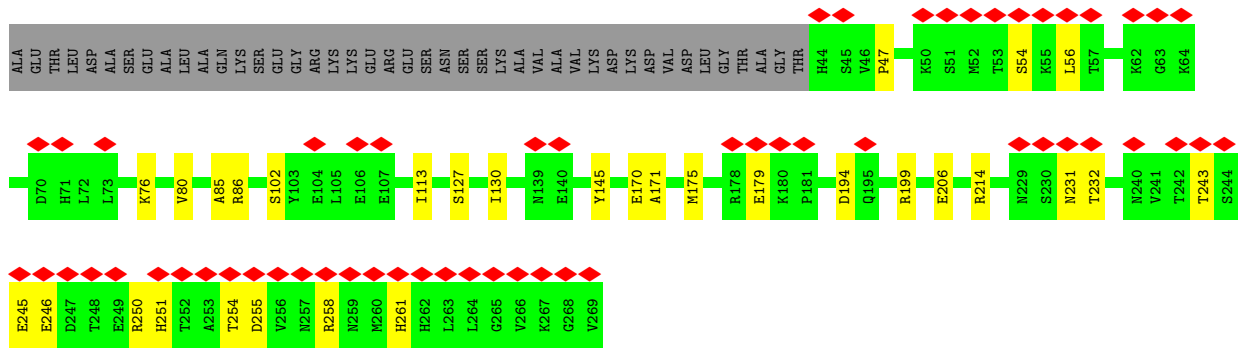 ALA GLU THR LEU ASP ALA SER GLU ALA LEU ALA GLN LYS SER GLU GLY ARG LYS LYS GLU ARG GLU SER ASN SER SER LYS ALA VAL ALA VAL LYS ASP LYS ASP VAL ASP LEU GLY THR ALA GLY THR H44 S45 V46 P47 K50 S51 M52 T53 S54 K55 L56 T57 K62 G63 K64
D70 H71 L72 L73 K76 V80 A85 R86 S102 Y103 E104 L105 E106 E107 I113 S127 I130 N139 E140 Y145 E170 A171 M175 R178 E179 K180 P181 D194 Q195 R199 E206 R214 N229 S230 N231 T232 N240 V241 T242 T243 S244
E245 E246 D247 T248 E249 R250 H251 T252 A253 T254 D255 V256 N257 R258 N259 M260 H261 H262 L263 L264 G265 V266 K267 G268 V269